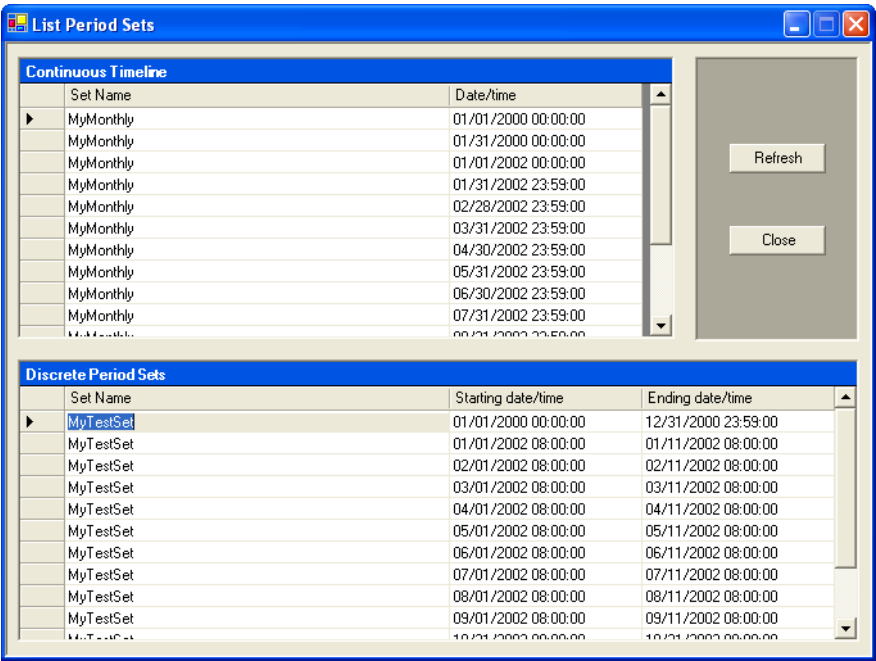 List Period Sets
Continuous Timeline
Set Name Date/time
MyMonthly 01/01/2000 00:00:00
MyMonthly 01/31/2000 00:00:00
MyMonthly 01/01/2002 00:00:00
MyMonthly 01/31/2002 23:59:00
MyMonthly 02/28/2002 23:59:00
MyMonthly 03/31/2002 23:59:00
MyMonthly 04/30/2002 23:59:00
MyMonthly 05/31/2002 23:59:00
MyMonthly 06/30/2002 23:59:00
MyMonthly 07/31/2002 23:59:00
Refresh
Close
Discrete Period Sets
Set Name Starting date/time Ending date/time
MyTestSet 01/01/2000 00:00:00 12/31/2000 23:59:00
MyTestSet 01/01/2002 08:00:00 01/11/2002 08:00:00
MyTestSet 02/01/2002 08:00:00 02/11/2002 08:00:00
MyTestSet 03/01/2002 08:00:00 03/11/2002 08:00:00
MyTestSet 04/01/2002 08:00:00 04/11/2002 08:00:00
MyTestSet 05/01/2002 08:00:00 05/11/2002 08:00:00
MyTestSet 06/01/2002 08:00:00 06/11/2002 08:00:00
MyTestSet 07/01/2002 08:00:00 07/11/2002 08:00:00
MyTestSet 08/01/2002 08:00:00 08/11/2002 08:00:00
MyTestSet 09/01/2002 08:00:00 09/11/2002 08:00:00